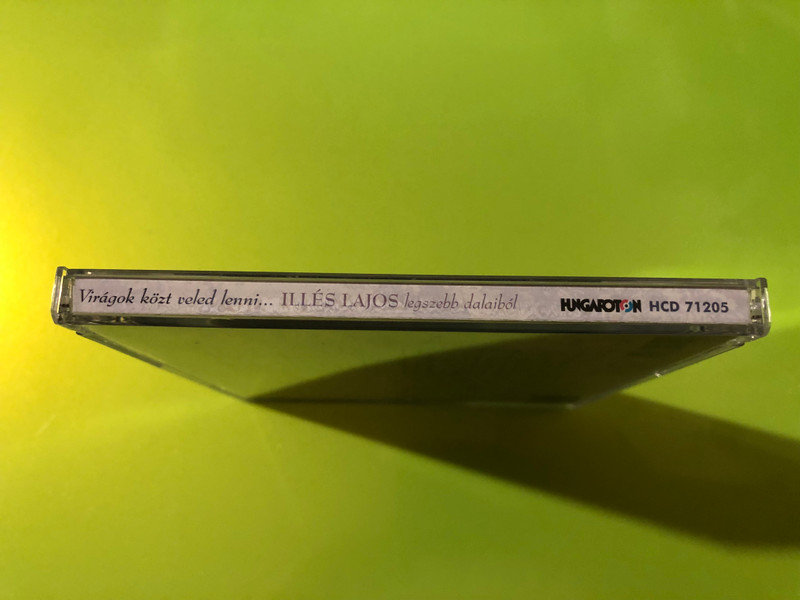 Virágok közt veled lenni... ILLÉS LAJOS legszebb dalaiból HUNGAROTON HCD 71205